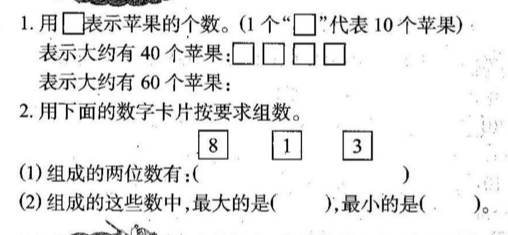 1. 用□表示苹果的个数。(1个“□”代表10个苹果)
表示大约有40个苹果:□ □ □ □
表示大约有60个苹果:
2. 用下面的数字卡片按要求组数。
8 1 3
(1) 组成的两位数有:( )
(2) 组成的这些数中,最大的是( ),最小的是( )。